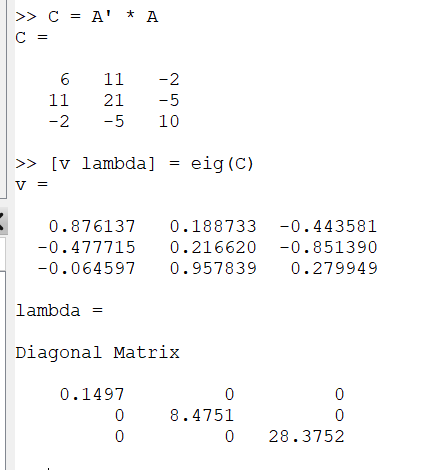 >> C = A' * A
C =
6 11 -2
11 21 -5
-2 -5 10
>> [v lambda] = eig(C)
v =
0.876137 0.188733 -0.443581
-0.477715 0.216620 -0.851390
-0.064597 0.957839 0.279949
lambda =
Diagonal Matrix
0.1497 0 0
0 8.4751 0
0 0 28.3752